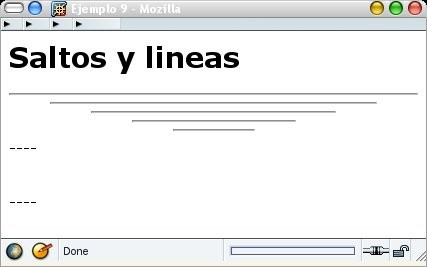 Ejemplo 9 - Mozilla
Saltos y lineas
----
----
Done